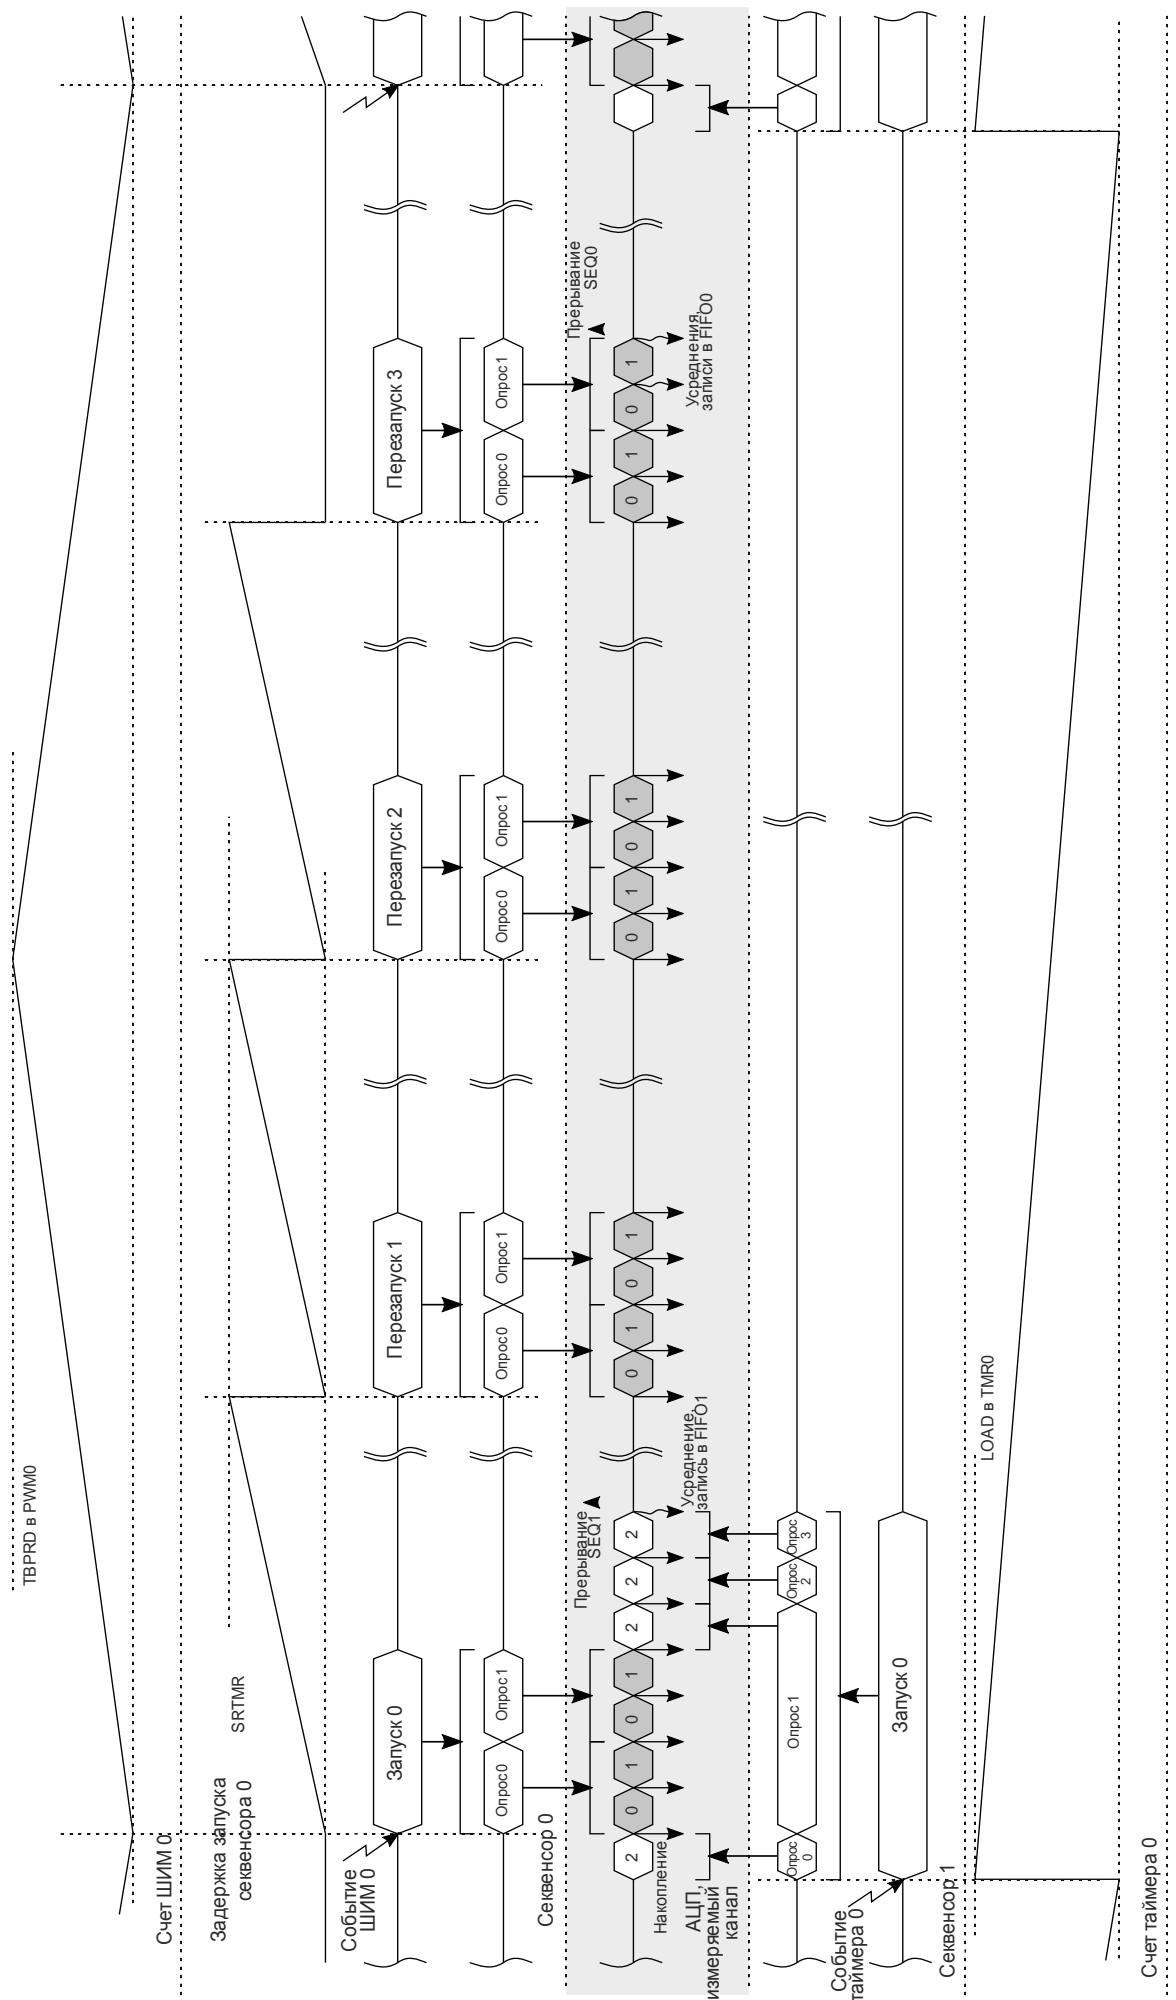 TBPRD в PWM0
Счет ШИМ 0
SRTMR
Задержка запуска
секвенсора 0
Событие
ШИМ 0
Запуск 0
Перезапуск 1
Перезапуск 2
Перезапуск 3
Опрос 0
Опрос 1
Опрос 0
Опрос 1
Опрос 0
Опрос 1
Опрос 0
Опрос 1
Секвенсор 0
Прерывание
SEQ1
Прерывание
SEQ0
2
0
1
0
1
2
2
2
0
1
0
1
0
1
0
1
0
1
0
1
Накопление
Усреднение,
запись в FIFO1
Усреднения,
записи в FIFO0
АЦП,
измеряемый
канал
Опрос
0
Опрос 1
Опрос
2
Опрос
3
Событие
таймера 0
Запуск 0
Секвенсор 1
LOAD в TMR0
Счет таймера 0